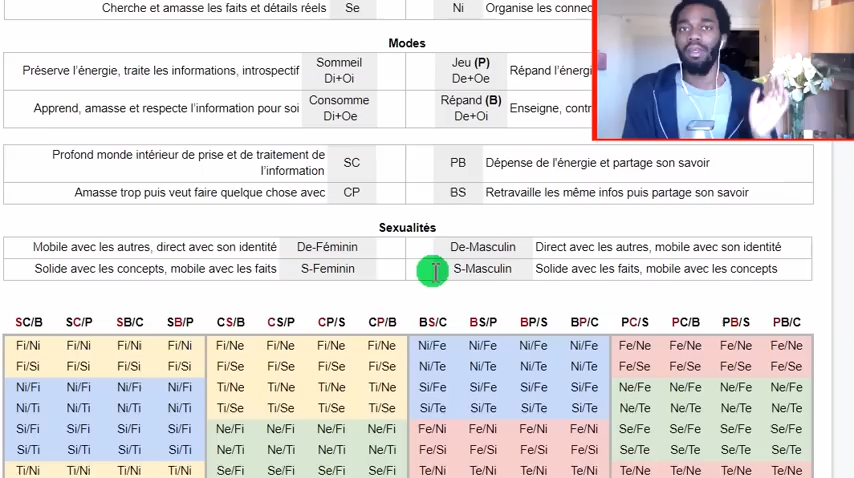 Cherche et amasse les faits et détails réels Se Ni Organise les connec
Modes
Préserve l'énergie, traite les informations, introspectif Sommeil Di+Oi Jeu (P) De+Oe Répand l'énergi
Apprend, amasse et respecte l'information pour soi Consomme Di+Oe Répand (B) De+Oi Enseigne, contr
Profond monde intérieur de prise et de traitement de l'information SC PB Dépense de l'énergie et partage son savoir
Amasse trop puis veut faire quelque chose avec CP BS Retravaille les même infos puis partage son savoir
Sexualités
Mobile avec les autres, direct avec son identité De-Féminin De-Masculin Direct avec les autres, mobile avec son identité
Solide avec les concepts, mobile avec les faits S-Feminin S-Masculin Solide avec les faits, mobile avec les concepts
SC/B SC/P SB/C SB/P CS/B CS/P CP/S CP/B BS/C BS/P BP/S BP/C PC/S PC/B PB/S PB/C
Fi/Ni Fi/Ni Fi/Ni Fi/Ni Fi/Ne Fi/Ne Fi/Ne Fi/Ne Ni/Fe Ni/Fe Ni/Fe Ni/Fe Fe/Ne Fe/Ne Fe/Ne Fe/Ne
Fi/Si Fi/Si Fi/Si Fi/Si Fi/Se Fi/Se Fi/Se Fi/Se Ni/Te Ni/Te Ni/Te Ni/Te Fe/Se Fe/Se Fe/Se Fe/Se
Ni/Fi Ni/Fi Ni/Fi Ni/Fi Ti/Ne Ti/Ne Ti/Ne Ti/Ne Si/Fe Si/Fe Si/Fe Si/Fe Ne/Fe Ne/Fe Ne/Fe Ne/Fe
Ni/Ti Ni/Ti Ni/Ti Ni/Ti Ti/Se Ti/Se Ti/Se Ti/Se Si/Te Si/Te Si/Te Si/Te Ne/Te Ne/Te Ne/Te Ne/Te
Si/Fi Si/Fi Si/Fi Si/Fi Ne/Fi Ne/Fi Ne/Fi Ne/Fi Fe/Ni Fe/Ni Fe/Ni Fe/Ni Se/Fe Se/Fe Se/Fe Se/Fe
Si/Ti Si/Ti Si/Ti Si/Ti Ne/Ti Ne/Ti Ne/Ti Ne/Ti Fe/Si Fe/Si Fe/Si Fe/Si Se/Te Se/Te Se/Te Se/Te
Ti/Ni Ti/Ni Ti/Ni Ti/Ni Se/Fi Se/Fi Se/Fi Se/Fi Te/Ni Te/Ni Te/Ni Te/Ni Te/Ne Te/Ne Te/Ne Te/Ne